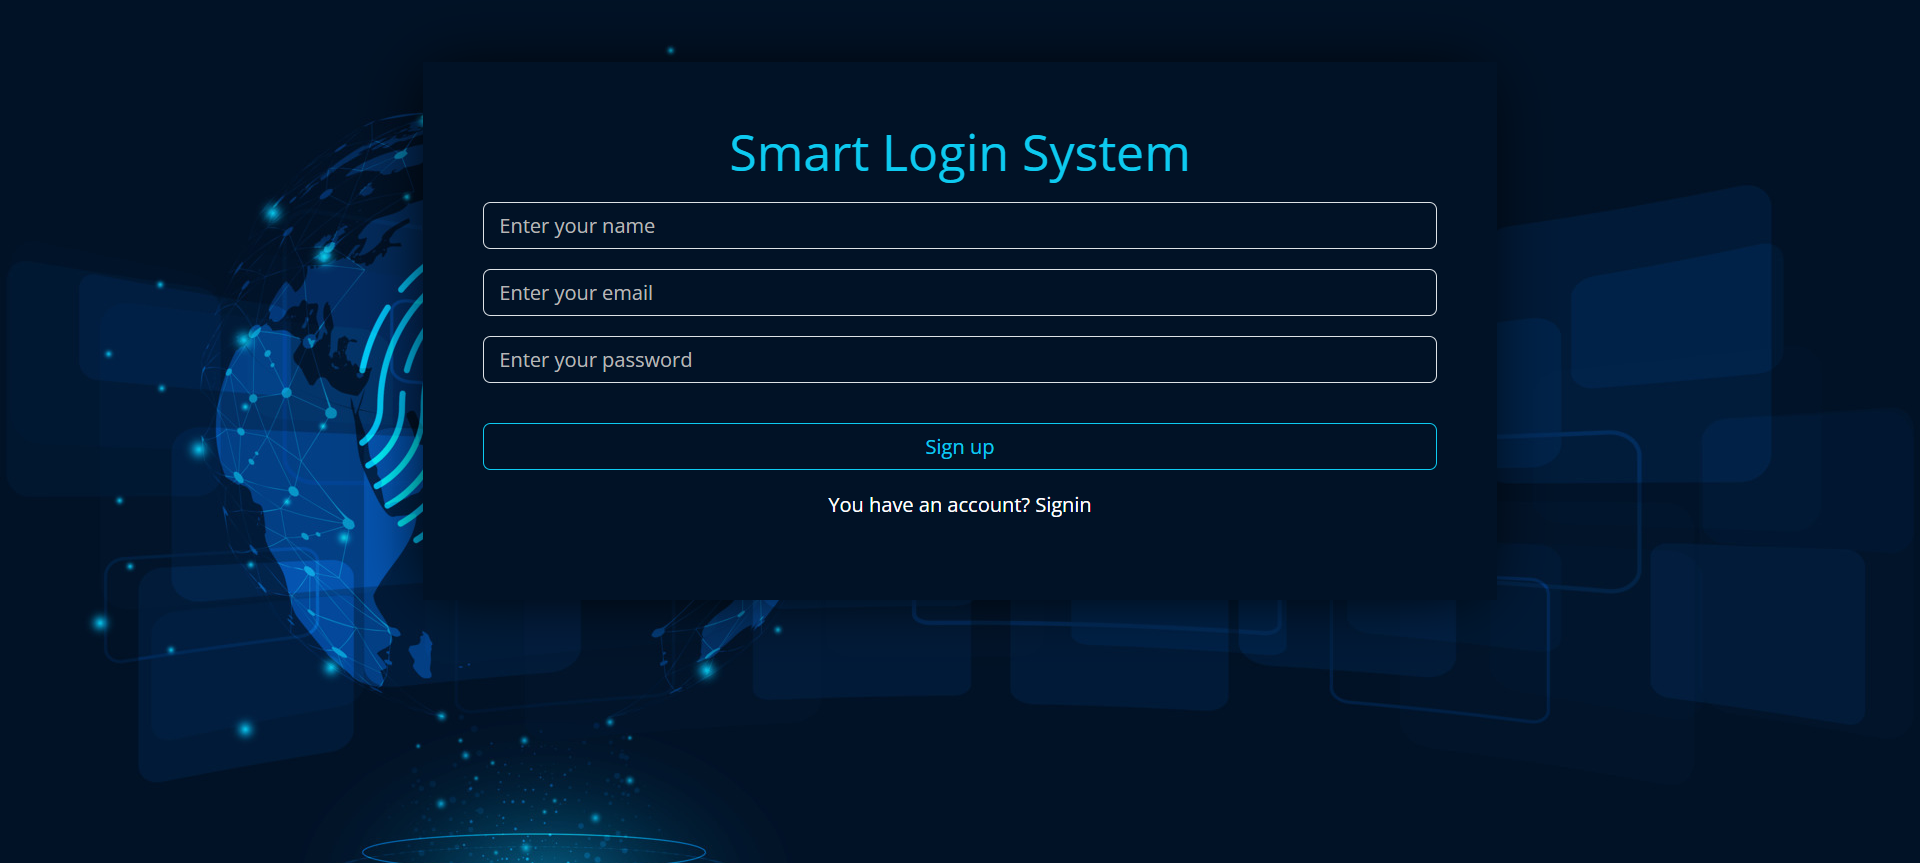 Smart Login System
Enter your name
Enter your email
Enter your password
Sign up
You have an account? Signin